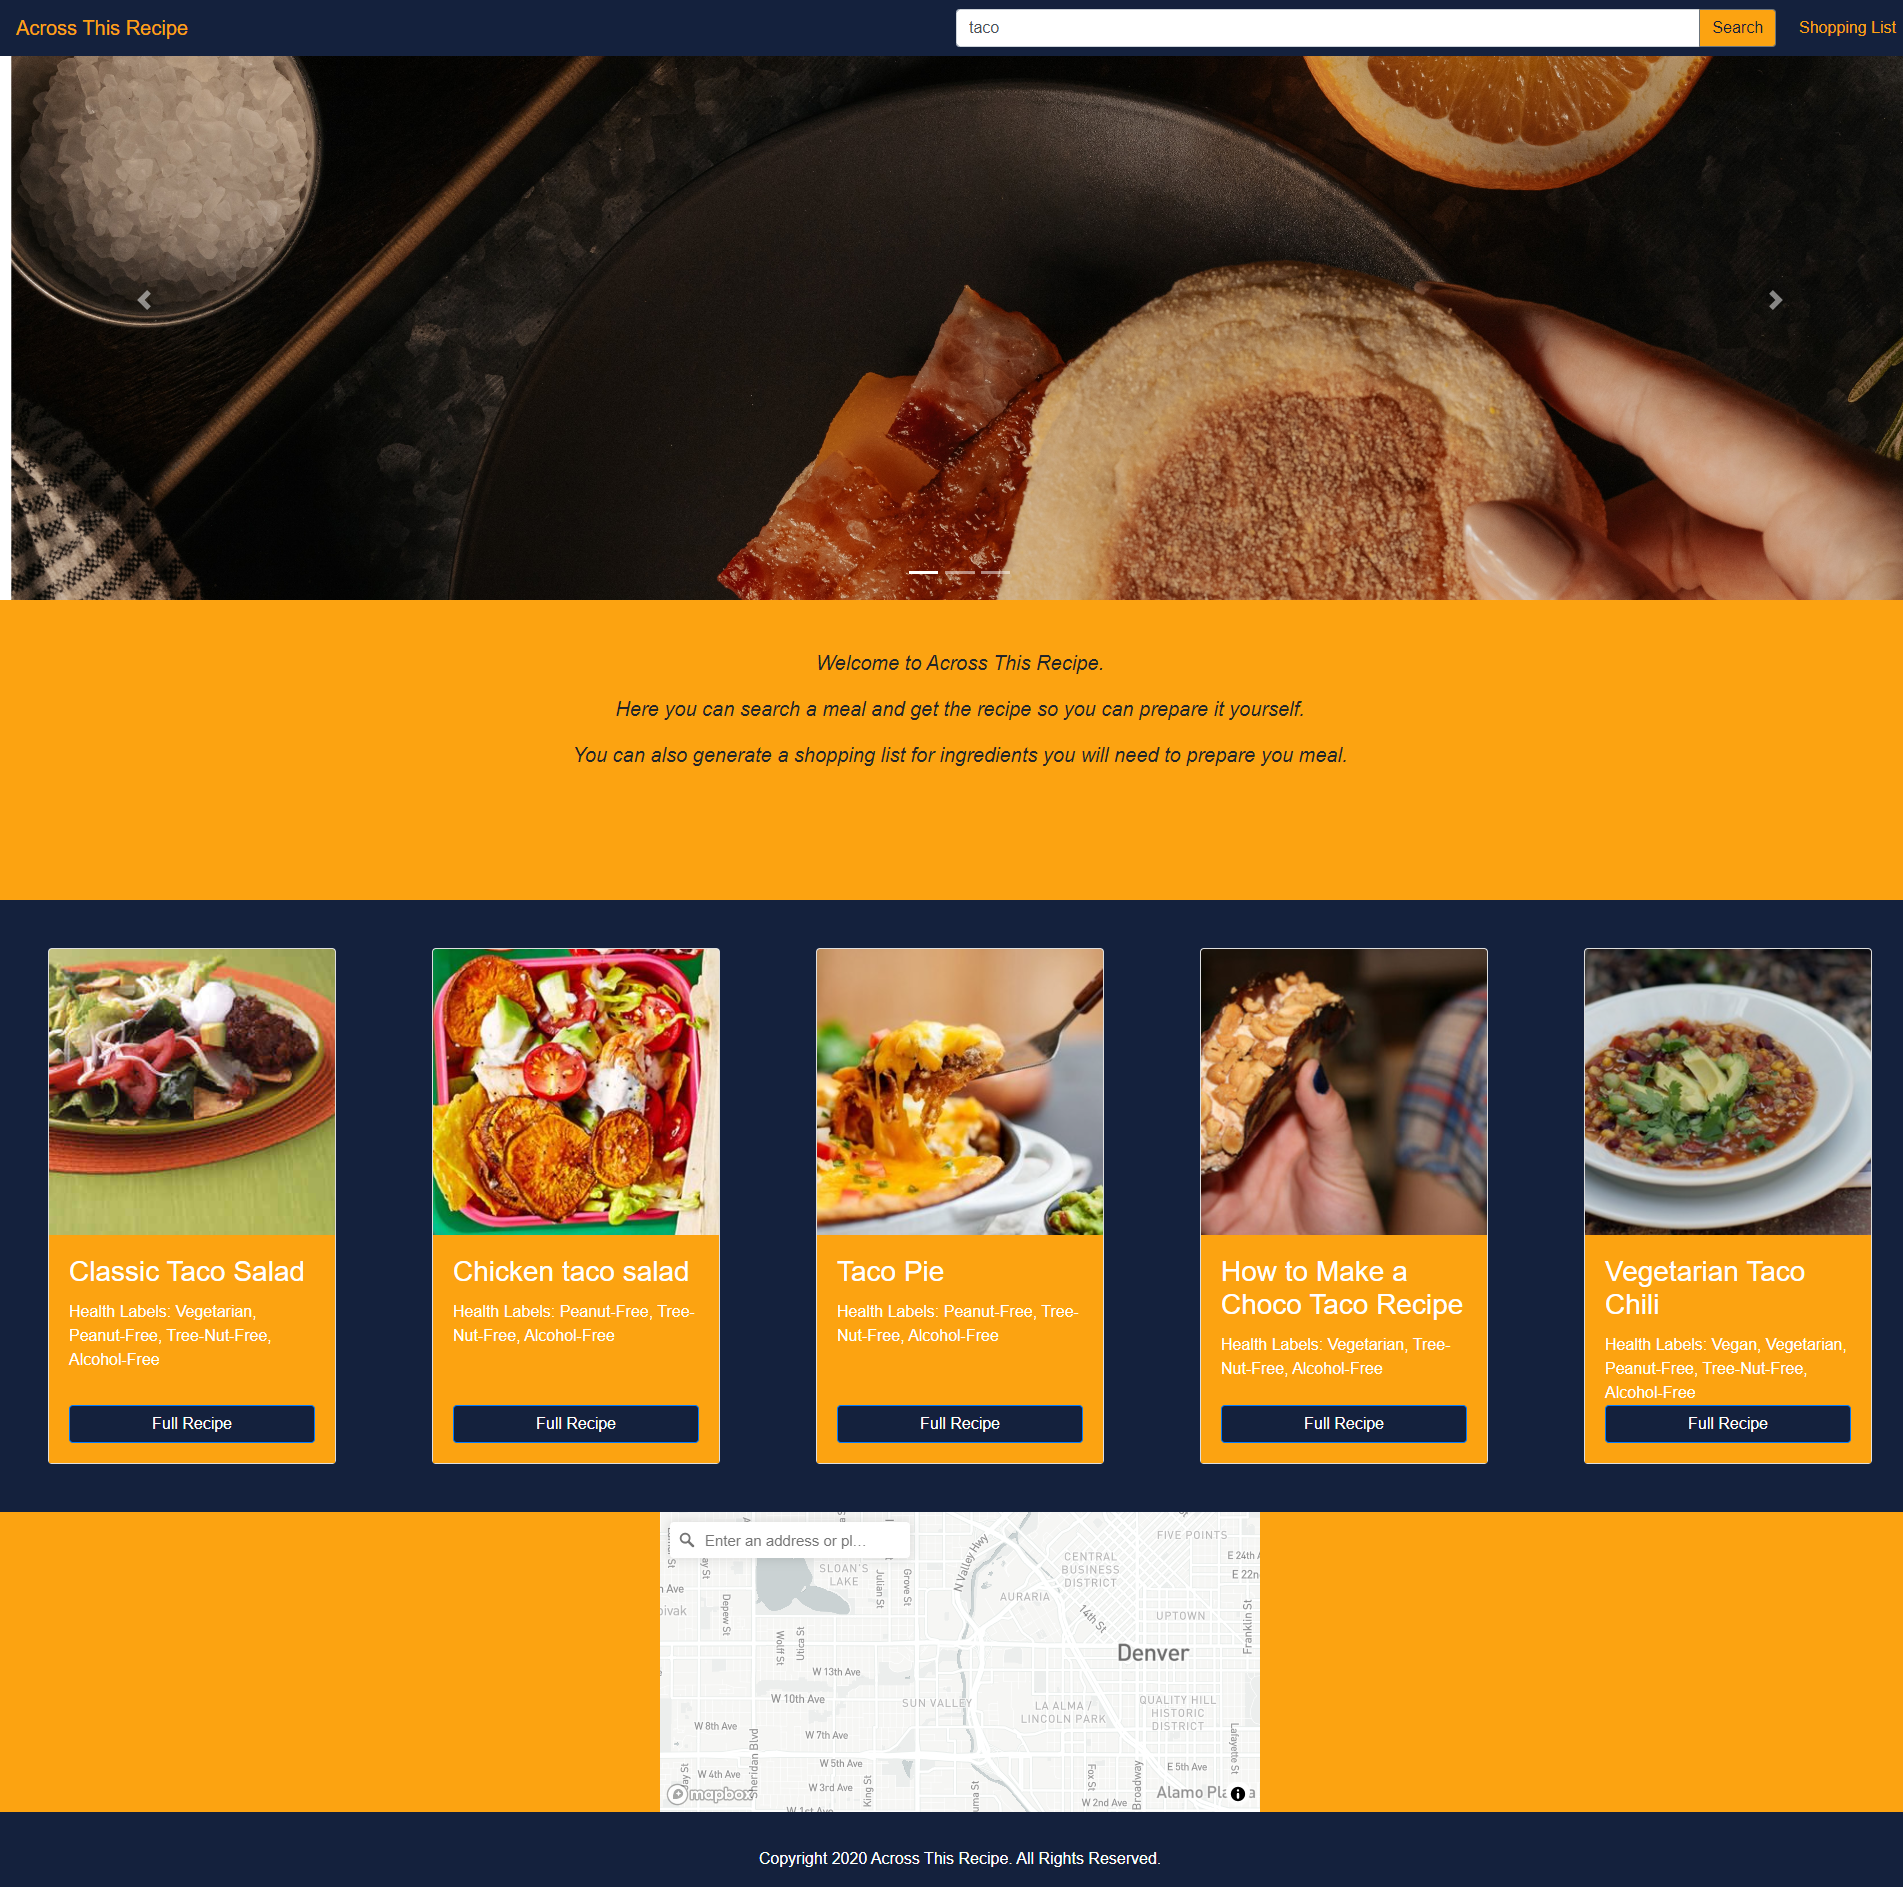 Across This Recipe
taco
Search
Shopping List
Welcome to Across This Recipe.
Here you can search a meal and get the recipe so you can prepare it yourself.
You can also generate a shopping list for ingredients you will need to prepare you meal.
Classic Taco Salad
Health Labels: Vegetarian,
Peanut-Free, Tree-Nut-Free,
Alcohol-Free
Full Recipe
Chicken taco salad
Health Labels: Peanut-Free, Tree-
Nut-Free, Alcohol-Free
Full Recipe
Taco Pie
Health Labels: Peanut-Free, Tree-
Nut-Free, Alcohol-Free
Full Recipe
How to Make a
Choco Taco Recipe
Health Labels: Vegetarian, Tree-
Nut-Free, Alcohol-Free
Full Recipe
Vegetarian Taco
Chili
Health Labels: Vegan, Vegetarian,
Peanut-Free, Tree-Nut-Free,
Alcohol-Free
Full Recipe
Enter an address or pl...
FIVE POINTS
E 24th
CENTRAL
BUSINESS
DISTRICT
E 22n
SLOAN'S
LAKE
Julian St
Grove St
N Valley Hwy
AURARIA
Depew St
14th St
UPTOWN
Franklin St
Wolff St
Utica St
Denver
W 13th Ave
W 10th Ave
SUN VALLEY
LA ALMA /
LINCOLN PARK
QUALITY HILL
HISTORIC
DISTRICT
W 8th Ave
W 7th Ave
Sheridan Blvd
Lafayette St
W 5th Ave
E 5th Ave
W 4th Ave
W 3rd Ave
King St
Fox St
Broadway
Alamo Pl
W 2nd Ave
W 1st Ave
mapbox
Copyright 2020 Across This Recipe. All Rights Reserved.